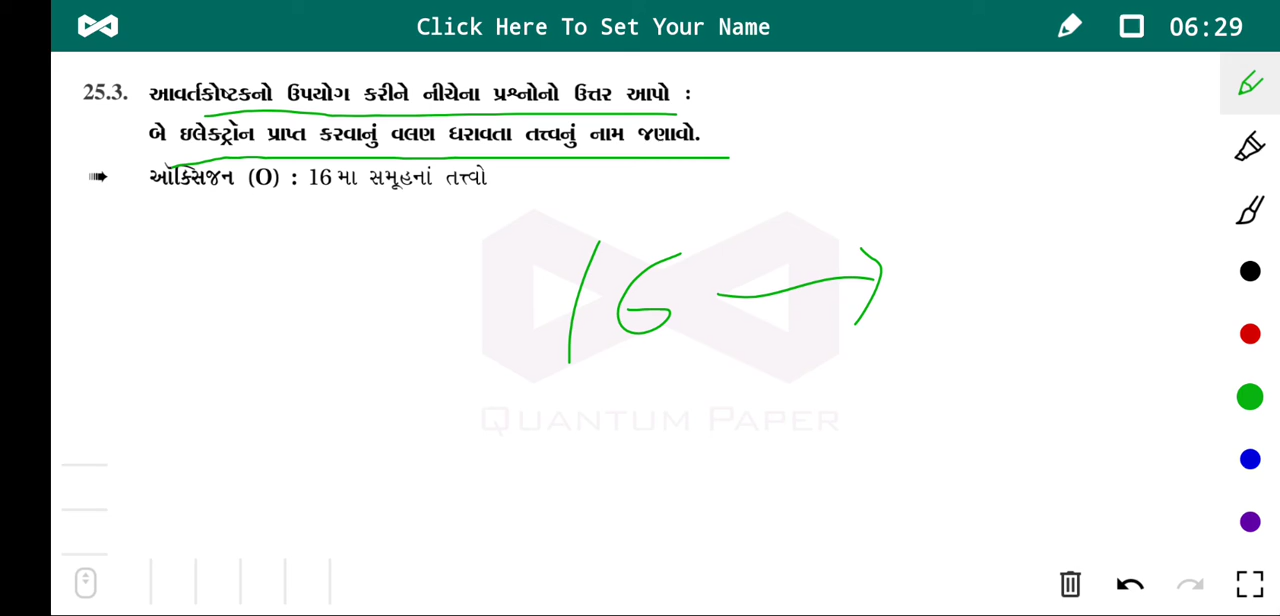 Click Here To Set Your Name
06:29
25.3. આવર્તકોષ્ટકનો ઉપયોગ કરીને નીચેના પ્રશ્નોનો ઉત્તર આપો :
બે ઇલેક્ટ્રૉન પ્રાપ્ત કરવાનું વલણ ધરાવતા તત્ત્વનું નામ જણાવો.
ઑક્સિજન (O) : 16 મા સમૂહનાં તત્ત્વો
16
QUANTUM PAPER